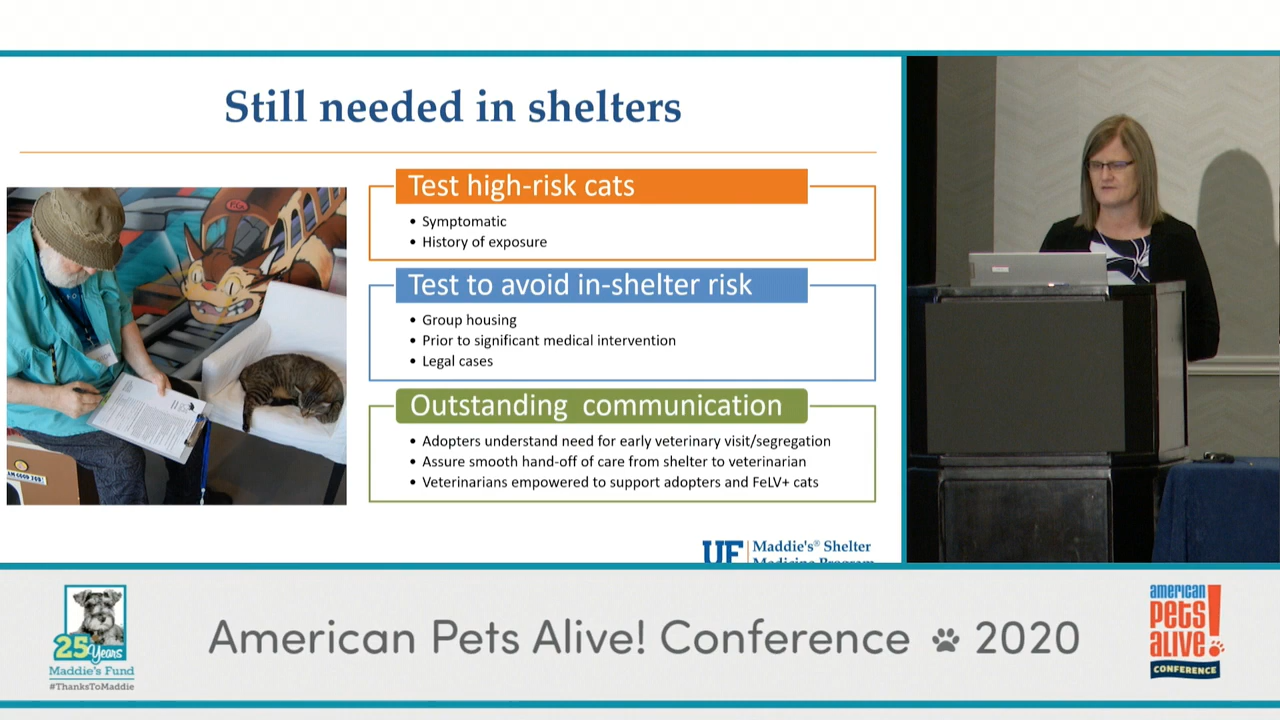 Still needed in shelters
Test high-risk cats
• Symptomatic
• History of exposure
Test to avoid in-shelter risk
• Group housing
• Prior to significant medical intervention
• Legal cases
Outstanding communication
• Adopters understand need for early veterinary visit/segregation
• Assure smooth hand-off of care from shelter to veterinarian
• Veterinarians empowered to support adopters and FeLV+ cats
UF
Maddie's® Shelter
Medicine Program
25 Years
Maddie's Fund
#ThanksToMaddie
American Pets Alive! Conference 2020
american
pets
alive!
CONFERENCE